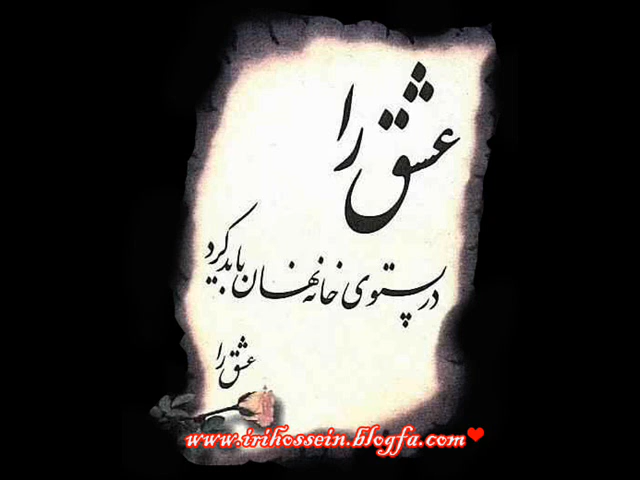 عشق را
در پستوی خانه نهان باید کرد
عشق را
www.irihossein.blogfa.com